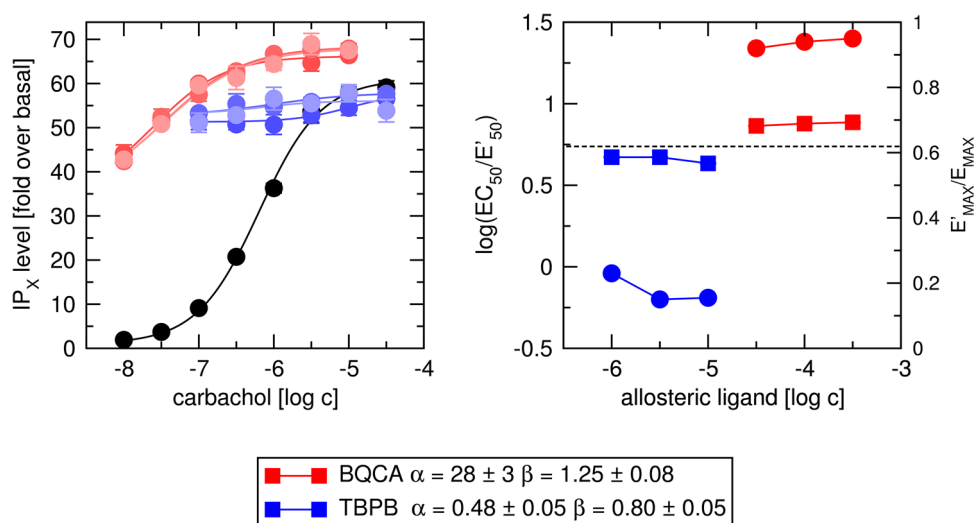 70
60
50
40
30
20
10
0
IPX level [fold over basal]
-8 -7 -6 -5 -4
carbachol [log c]
1.5
1
0.5
0
-0.5
log(EC50/E'50)
1
0.8
0.6
0.4
0.2
0
E'MAX/EMAX
-6 -5 -4 -3
allosteric ligand [log c]
BQCA α = 28 ± 3 β = 1.25 ± 0.08
TBPB α = 0.48 ± 0.05 β = 0.80 ± 0.05